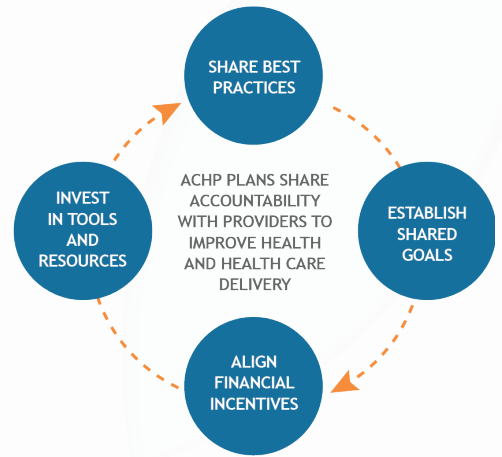 SHARE BEST
PRACTICES
ACHP PLANS SHARE
ACCOUNTABILITY
WITH PROVIDERS TO
IMPROVE HEALTH
AND HEALTH CARE
DELIVERY
INVEST
IN TOOLS
AND
RESOURCES
ESTABLISH
SHARED
GOALS
ALIGN
FINANCIAL
INCENTIVES